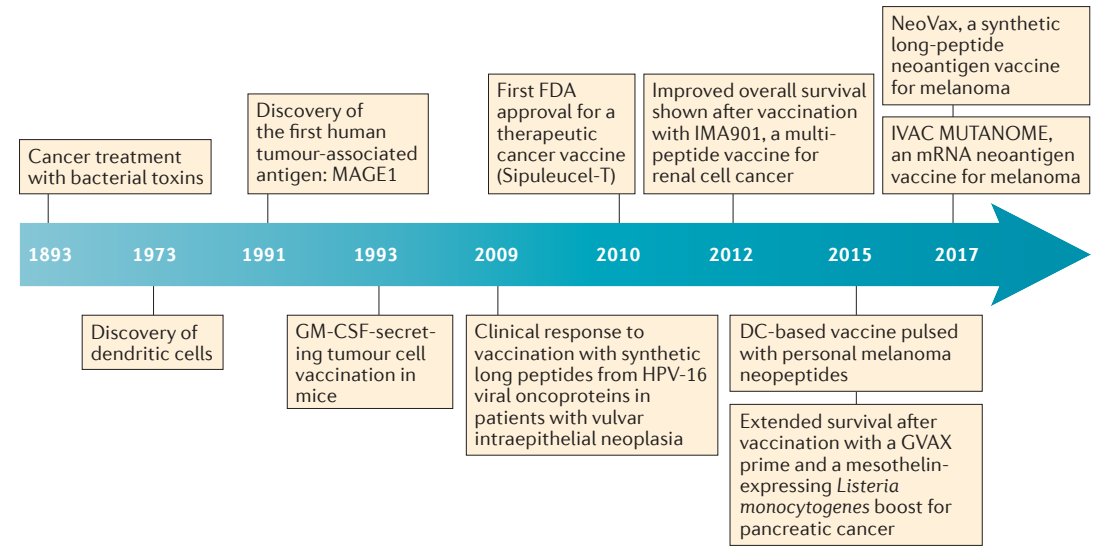 NeoVax, a synthetic
long-peptide
neoantigen vaccine
for melanoma
First FDA
approval for a
therapeutic
cancer vaccine
(Sipuleucel-T)
Improved overall survival
shown after vaccination
with IMA901, a multi-
peptide vaccine for
renal cell cancer
Discovery of
the first human
tumour-associated
antigen: MAGE1
IVAC MUTANOME,
an mRNA neoantigen
vaccine for melanoma
Cancer treatment
with bacterial toxins
1893 1973 1991 1993 2009 2010 2012 2015 2017
Discovery of
dendritic cells
GM-CSF-secret-
ing tumour cell
vaccination in
mice
Clinical response to
vaccination with synthetic
long peptides from HPV-16
viral oncoproteins in
patients with vulvar
intraepithelial neoplasia
DC-based vaccine pulsed
with personal melanoma
neopeptides
Extended survival after
vaccination with a GVAX
prime and a mesothelin-
expressing Listeria
monocytogenes boost for
pancreatic cancer